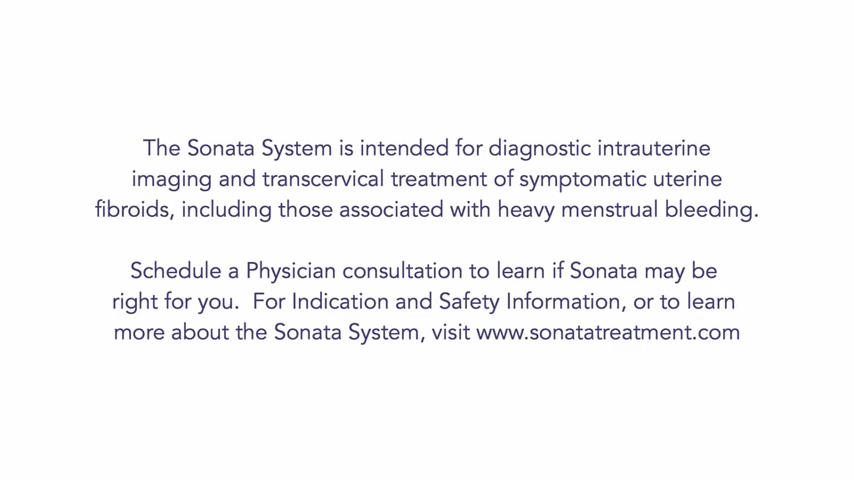 The Sonata System is intended for diagnostic intrauterine
imaging and transcervical treatment of symptomatic uterine
fibroids, including those associated with heavy menstrual bleeding.
Schedule a Physician consultation to learn if Sonata may be
right for you.  For Indication and Safety Information, or to learn
more about the Sonata System, visit www.sonatatreatment.com